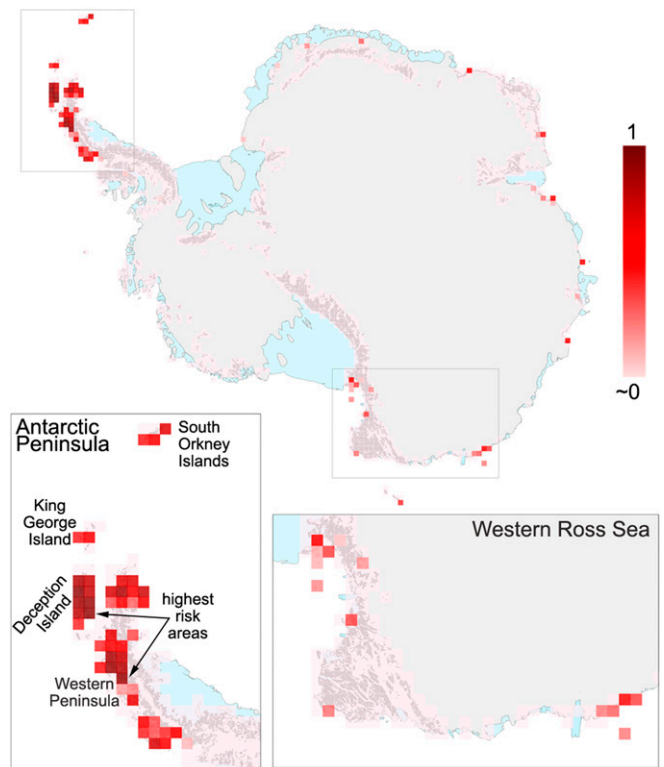 1
~0
Antarctic
Peninsula
South
Orkney
Islands
King
George
Island
Deception
Island
highest
risk
areas
Western
Peninsula
Western Ross Sea